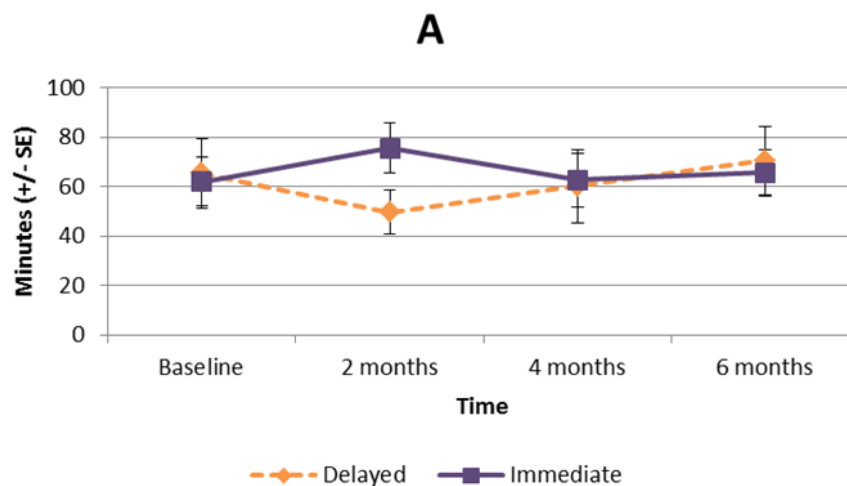 A
Minutes (+/- SE)
100
80
60
40
20
0
Baseline 2 months 4 months 6 months
Time
Delayed Immediate